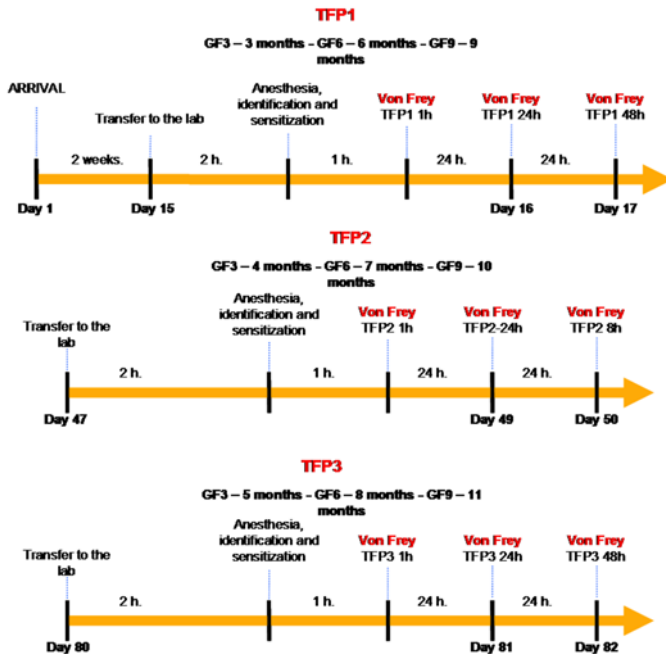 TFP1
GF3 – 3 months - GF6 – 6 months - GF9 – 9
months
ARRIVAL
Transfer to the lab
Anesthesia,
identification and
sensitization
Von Frey
TFP1 1h
Von Frey
TFP1 24h
Von Frey
TFP1 48h
2 weeks.
2 h.
1 h.
24 h.
24 h.
Day 1
Day 15
Day 16
Day 17
TFP2
GF3 – 4 months - GF6 – 7 months - GF9 – 10
months
Transfer to the
lab
Anesthesia,
identification and
sensitization
Von Frey
TFP2 1h
Von Frey
TFP2-24h
Von Frey
TFP2 8h
2 h.
1 h.
24 h.
24 h.
Day 47
Day 49
Day 50
TFP3
GF3 – 5 months - GF6 – 8 months - GF9 – 11
months
Transfer to the
lab
Anesthesia,
identification and
sensitization
Von Frey
TFP3 1h
Von Frey
TFP3 24h
Von Frey
TFP3 48h
2 h.
1 h.
24 h.
24 h.
Day 80
Day 81
Day 82